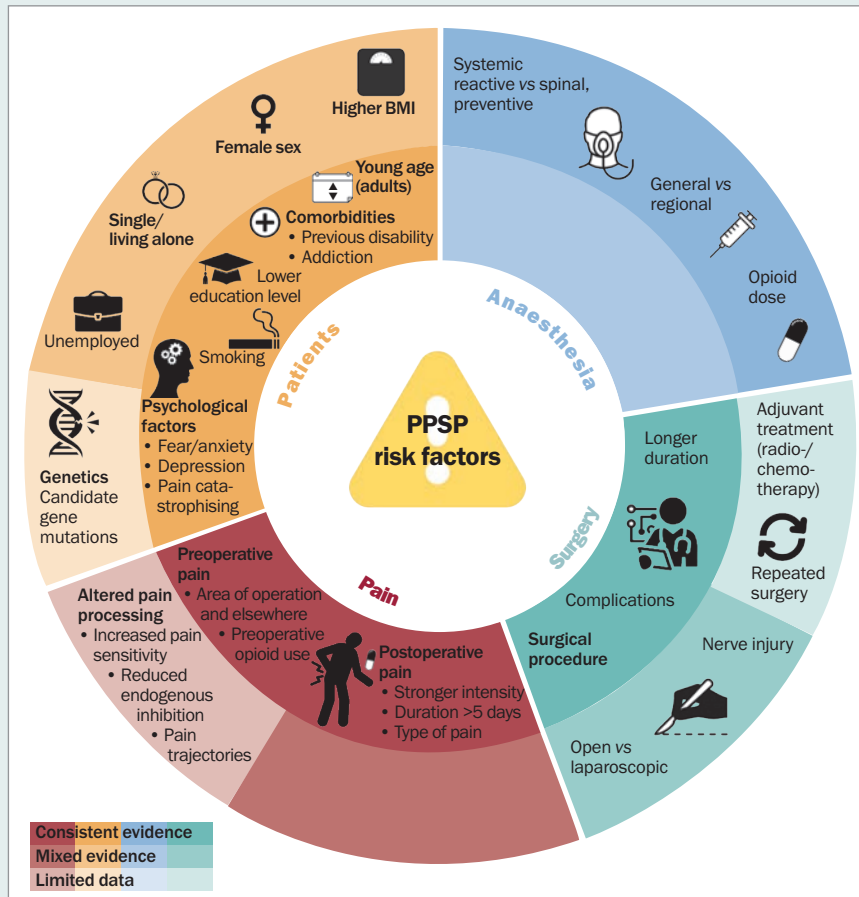 Higher BMI
Female sex
Single/
living alone
Unemployed
Young age
(adults)
Comorbidities
• Previous disability
• Addiction
Lower
education level
Smoking
Psychological
factors
• Fear/anxiety
• Depression
• Pain cata-
strophising
Genetics
Candidate
gene
mutations
Patients
Systemic
reactive vs spinal,
preventive
General vs
regional
Opioid
dose
Anaesthesia
PPSP
risk factors
Longer
duration
Complications
Surgical
procedure
Adjuvant
treatment
(radio-/
chemo-
therapy)
Repeated
surgery
Nerve injury
Open vs
laparoscopic
Surgery
Pain
Preoperative
pain
• Area of operation
and elsewhere
• Preoperative
opioid use
Postoperative
pain
• Stronger intensity
• Duration >5 days
• Type of pain
Altered pain
processing
• Increased pain
sensitivity
• Reduced
endogenous
inhibition
• Pain
trajectories
Consistent evidence
Mixed evidence
Limited data